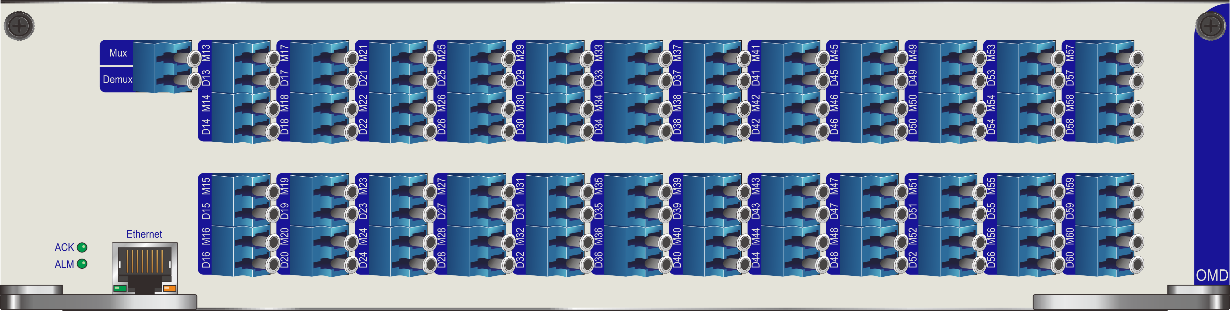 Mux
Demux
M13 M17 M21 M25 M29 M33 M37 M41 M45 M49 M53 M57
D13 D17 D21 D25 D29 D33 D37 D41 D45 D49 D53 D57
M14 M18 M22 M26 M30 M34 M38 M42 M46 M50 M54 M58
D14 D18 D22 D26 D30 D34 D38 D42 D46 D50 D54 D58
M15 M19 M23 M27 M31 M35 M39 M43 M47 M51 M55 M59
D15 D19 D23 D27 D31 D35 D39 D43 D47 D51 D55 D59
M16 M20 M24 M28 M32 M36 M40 M44 M48 M52 M56 M60
D16 D20 D24 D28 D32 D36 D40 D44 D48 D52 D56 D60
Ethernet
ACK
ALM
OMD